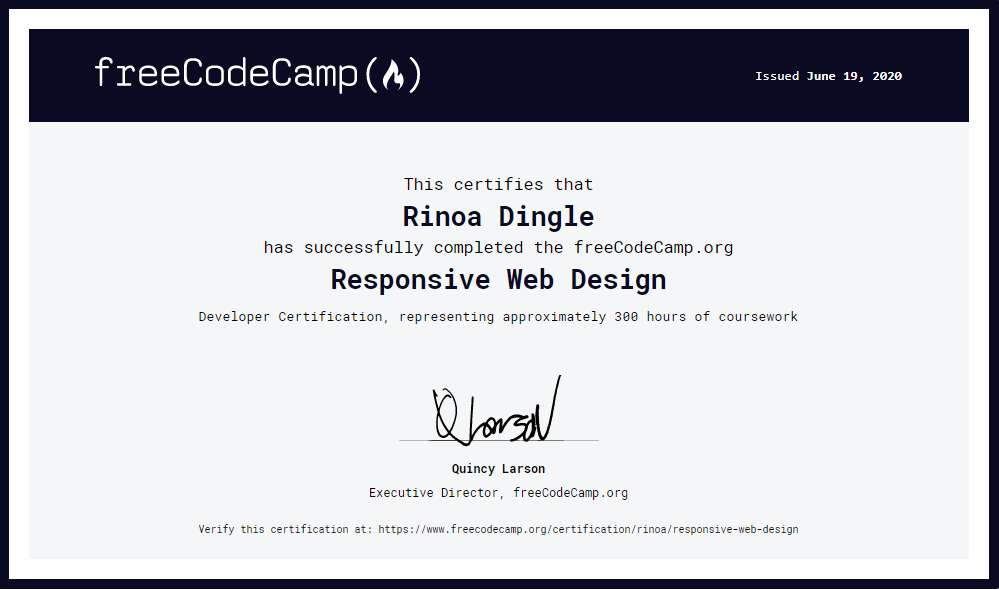 freeCodeCamp
Issued June 19, 2020
This certifies that
Rinoa Dingle
has successfully completed the freeCodeCamp.org
Responsive Web Design
Developer Certification, representing approximately 300 hours of coursework
QLarson
Quincy Larson
Executive Director, freeCodeCamp.org
Verify this certification at: https://www.freecodecamp.org/certification/rinoa/responsive-web-design